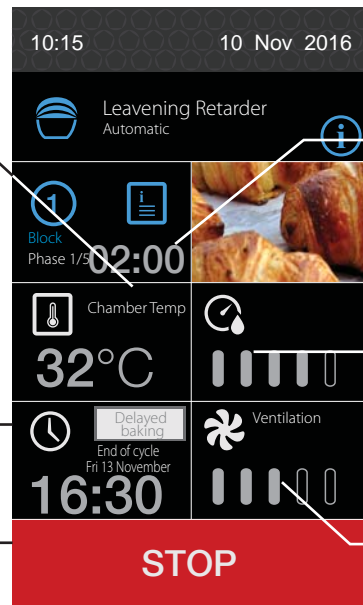 10:15 10 Nov 2016
Leavening Retarder
Automatic
i
1
i
Block
Phase 1/5
02:00
Chamber Temp
32°C
Delayed
baking
Ventilation
End of cycle
Fri 13 November
16:30
STOP